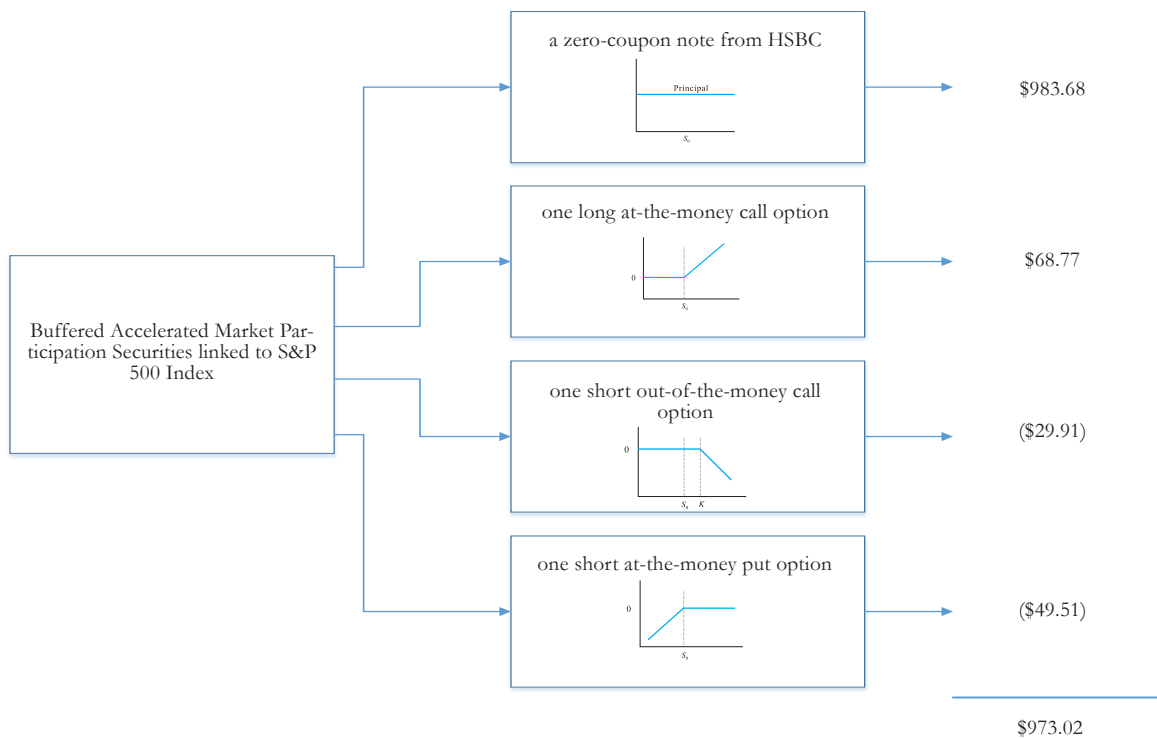 a zero-coupon note from HSBC
Principal
S₀
$983.68
one long at-the-money call option
0
S₀
$68.77
Buffered Accelerated Market Par-
ticipation Securities linked to S&P
500 Index
one short out-of-the-money call
option
0
S₀ K
($29.91)
one short at-the-money put option
0
S₀
($49.51)
$973.02